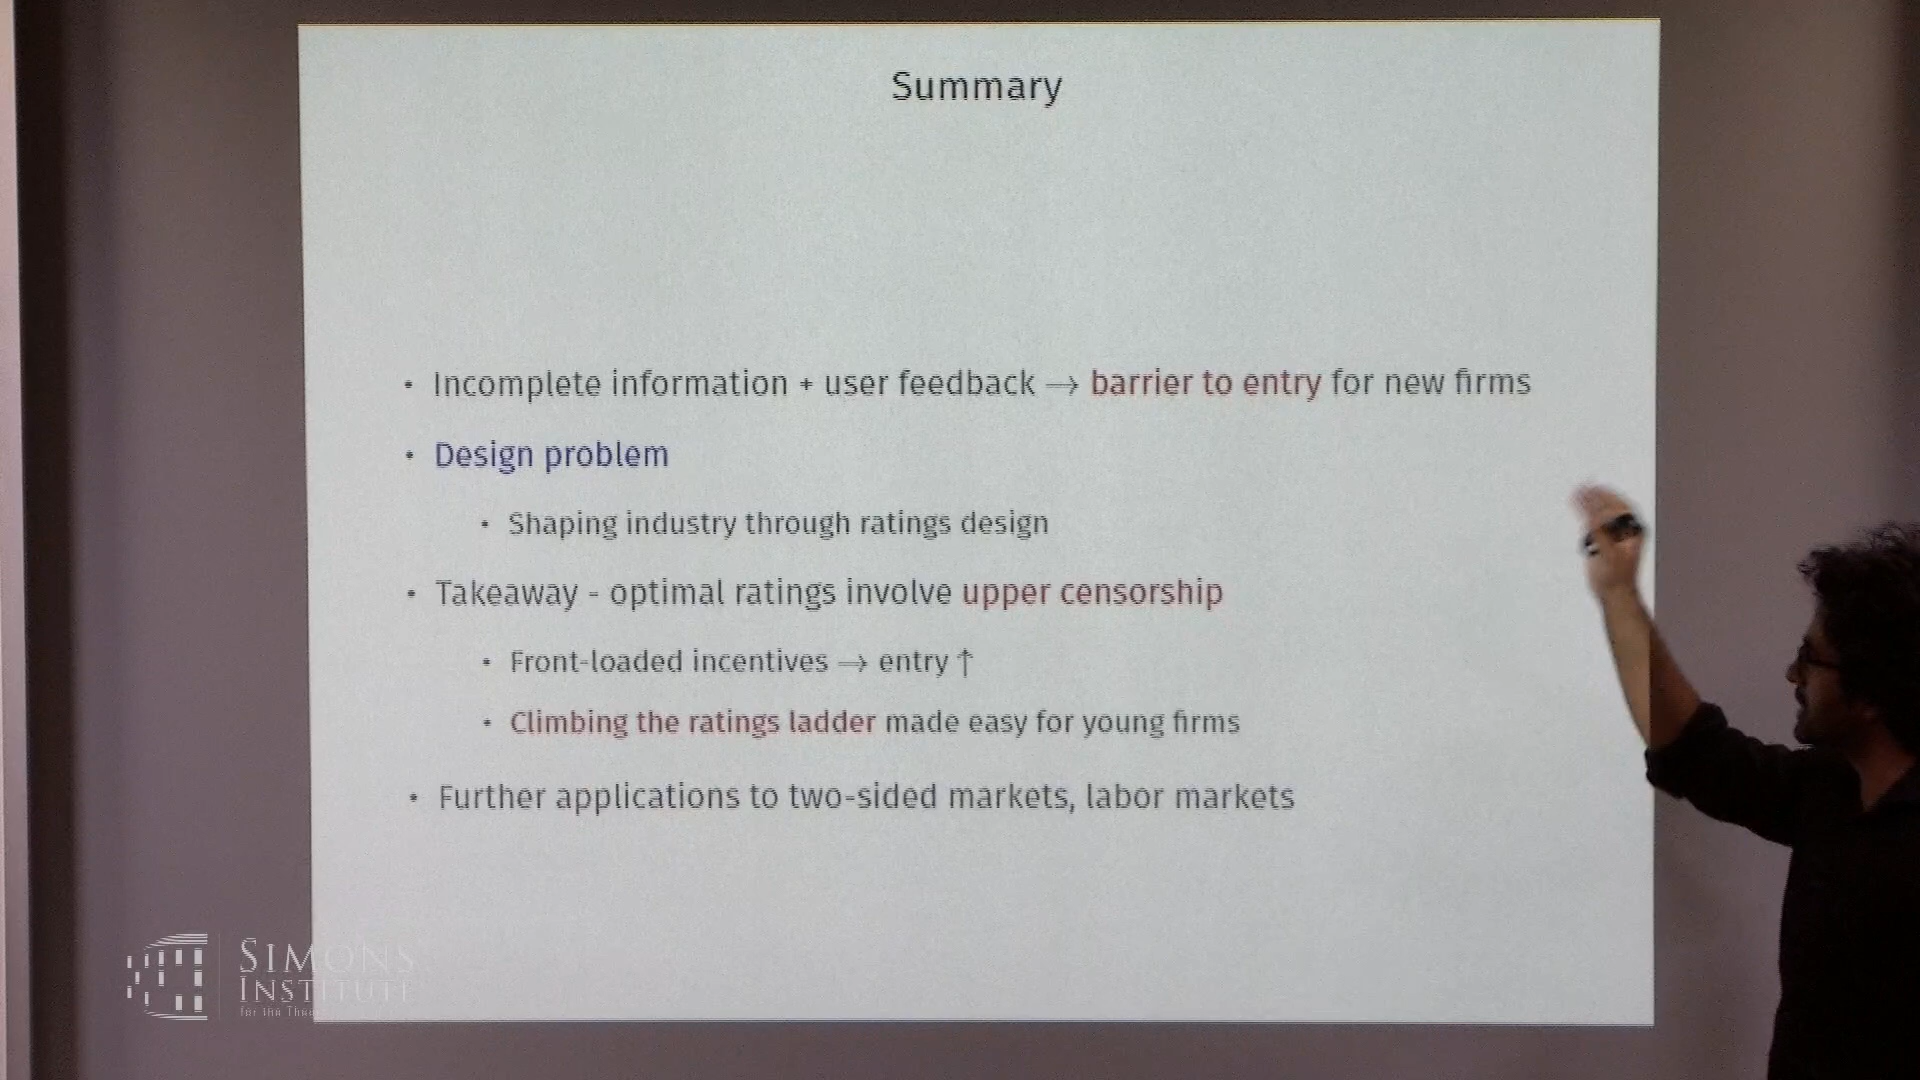 Summary
• Incomplete information + user feedback → barrier to entry for new firms
• Design problem
• Shaping industry through ratings design
• Takeaway - optimal ratings involve upper censorship
• Front-loaded incentives → entry ↑
• Climbing the ratings ladder made easy for young firms
• Further applications to two-sided markets, labor markets
SIMONS
INSTITUTE
for the